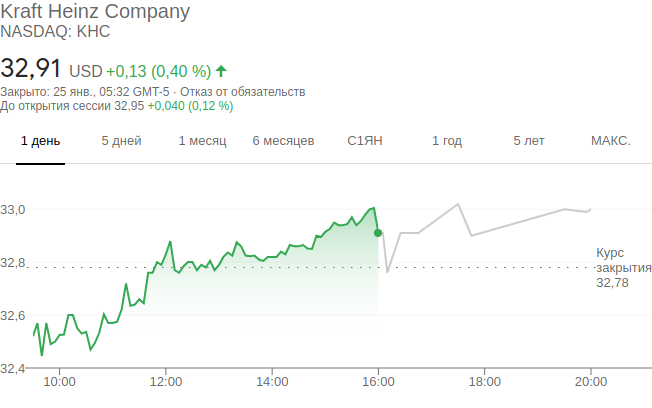 Kraft Heinz Company
NASDAQ: KHC
32,91 USD +0,13 (0,40 %)
Закрыто: 25 янв., 05:32 GMT-5 · Отказ от обязательств
До открытия сессии 32,95 +0,040 (0,12 %)
1 день 5 дней 1 месяц 6 месяцев С1ЯН 1 год 5 лет МАКС.
33,0
32,8
32,6
32,4
Курс
закрытия
32,78
10:00 12:00 14:00 16:00 18:00 20:00